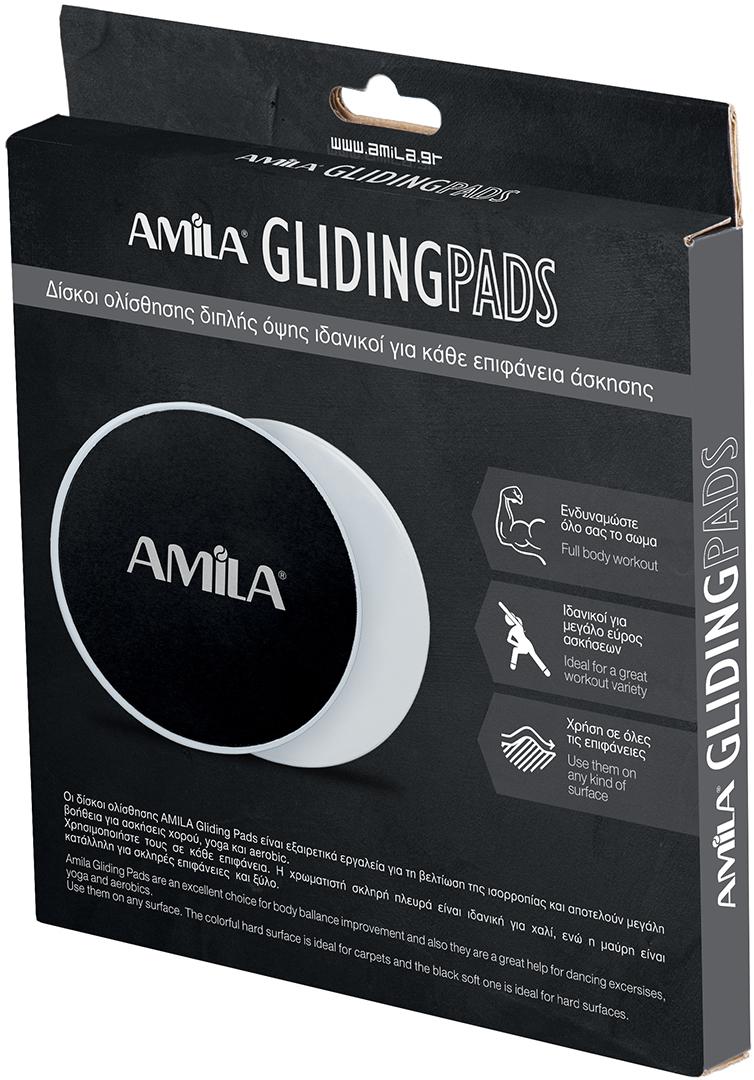 www.amila.gr
AMILA GLIDINGPADS
AMILA® GLIDINGPADS
Δίσκοι ολίσθησης διπλής όψης ιδανικοί για κάθε επιφάνεια άσκησης
AMILA®
Ενδυναμώστε
όλο σας το σωμα
Full body workout
Ιδανικοί για
μεγάλο εύρος
ασκήσεων
Ideal for a great
workout variety
Χρήση σε όλες
τις επιφάνειες
Use them on
any kind of
surface
Οι δίσκοι ολίσθησης AMILA Gliding Pads είναι εξαιρετικά εργαλεία για τη βελτίωση της ισορροπίας και αποτελούν μεγάλη
βοήθεια για ασκήσεις χορού, yoga και aerobic.
Χρησιμοποιήστε τους σε κάθε επιφάνεια. Η χρωματιστή σκληρή πλευρά είναι ιδανική για χαλί, ενώ η μαύρη είναι
κατάλληλη για σκληρές επιφάνειες και ξύλο.
Amila Gliding Pads are an excellent choice for body ballance improvement and also they are a great help for dancing excersises,
yoga and aerobics.
Use them on any surface. The colorful hard surface is ideal for carpets and the black soft one is ideal for hard surfaces.
AMILA® GLIDINGPADS